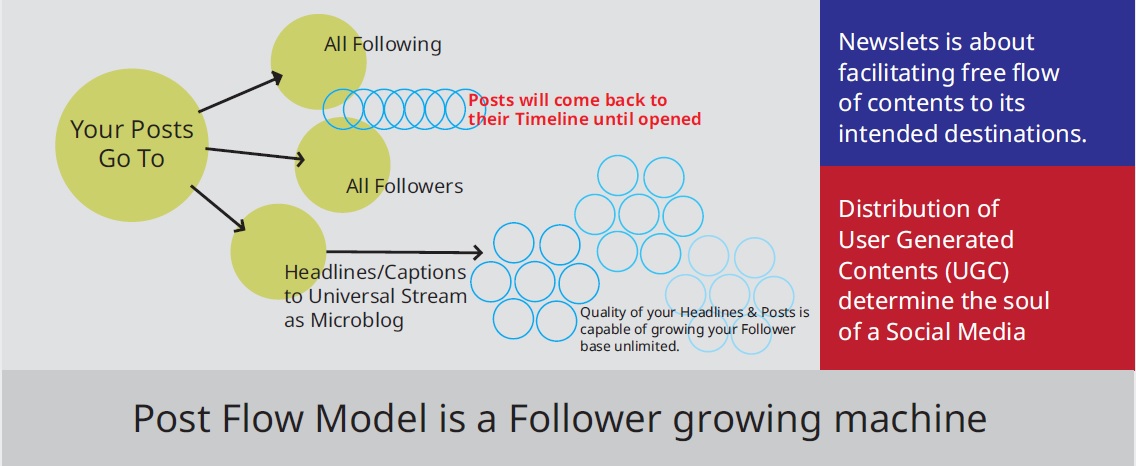 Your Posts
Go To
All Following
Posts will come back to
their Timeline until opened
All Followers
Headlines/Captions
to Universal Stream
as Microblog
Quality of your Headlines & Posts is
capable of growing your Follower
base unlimited.
Newslets is about
facilitating free flow
of contents to its
intended destinations.
Distribution of
User Generated
Contents (UGC)
determine the soul
of a Social Media
Post Flow Model is a Follower growing machine